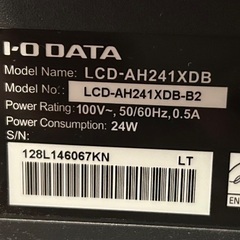 I-O DATA
Model Name: LCD-AH241XDB
Model No.: LCD-AH241XDB-B2
Power Rating: 100V~, 50/60Hz, 0.5A
Power Consumption: 24W
S/N:
128L146067KN LT